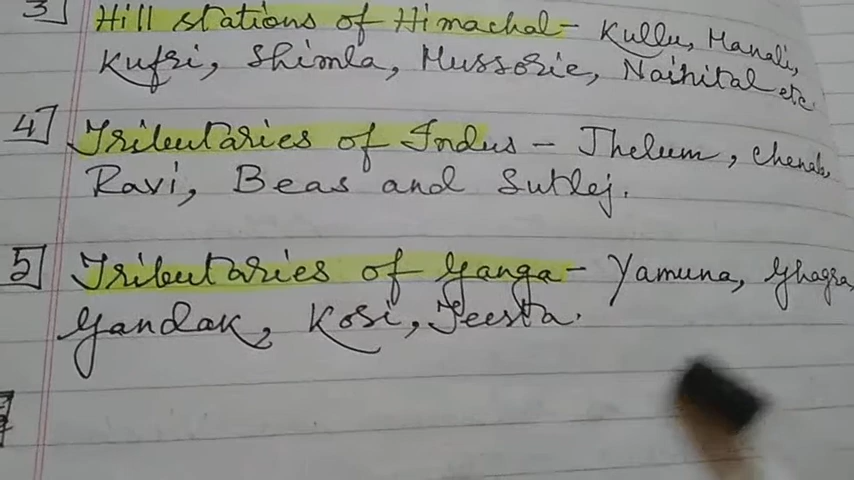 3] Hill stations of Himachal - Kullu, Manali,
Kufri, Shimla, Mussorie, Nainital etc.
4] Tributaries of Indus - Jhelum, Chenab,
Ravi, Beas and Sutlej.
5] Tributaries of Ganga - Yamuna, Ghagra,
Gandak, Kosi, Teesta.